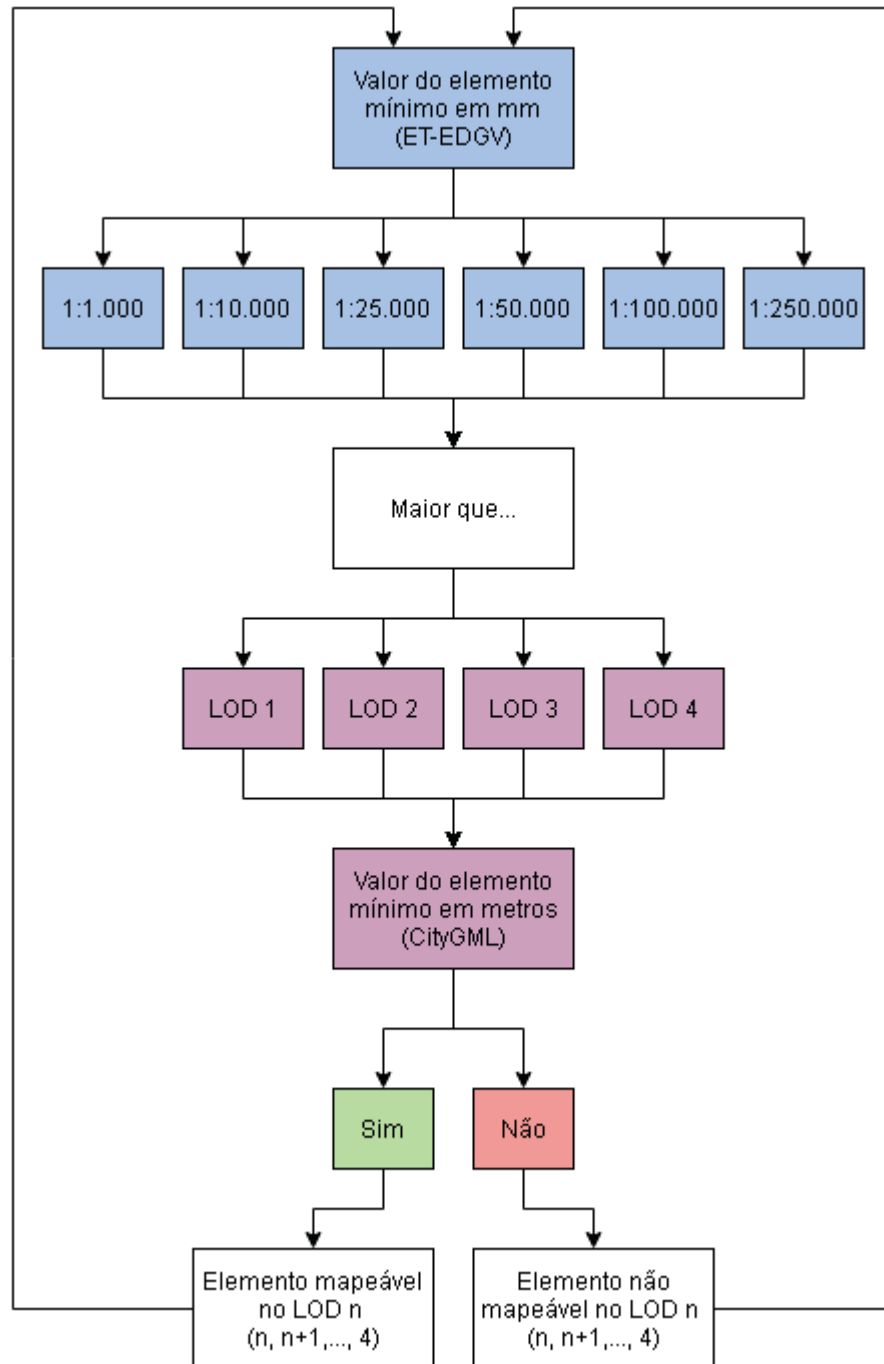 Valor do elemento
mínimo em mm
(ET-EDGV)
1:1.000
1:10.000
1:25.000
1:50.000
1:100.000
1:250.000
Maior que...
LOD 1
LOD 2
LOD 3
LOD 4
Valor do elemento
mínimo em metros
(CityGML)
Sim
Não
Elemento mapeável
no LOD n
(n, n+1,..., 4)
Elemento não
mapeável no LOD n
(n, n+1,..., 4)